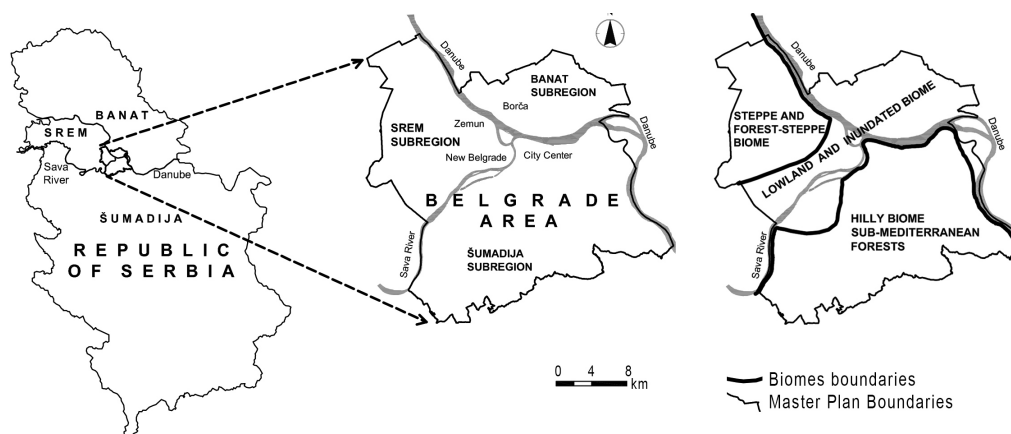 BANAT
SREM
Sava
River
Danube
ŠUMADIJA
REPUBLIC
OF SERBIA
Danube
BANAT
SUBREGION
Borča
Zemun
SREM
SUBREGION
New Belgrade
City Center
Danube
BELGRADE
AREA
Sava River
ŠUMADIJA
SUBREGION
0 4 8
km
Danube
STEPPE AND
FOREST-STEPPE
BIOME
LOWLAND AND INUNDATED BIOME
Danube
HILLY BIOME
SUB-MEDITERRANEAN
FORESTS
Sava River
Biomes boundaries
Master Plan Boundaries